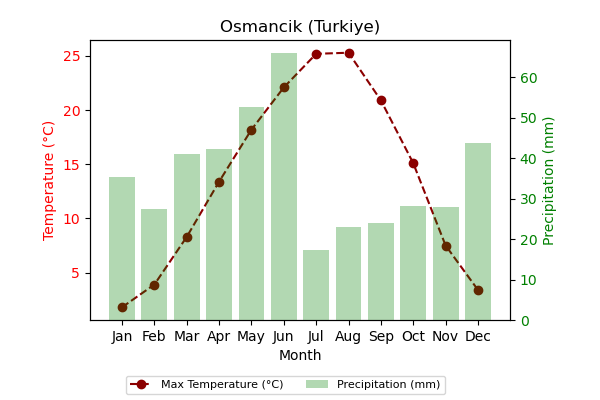 Osmancik (Turkiye)
Temperature (°C)
25
20
15
10
5
60
50
40
30
20
10
0
Precipitation (mm)
Jan Feb Mar Apr May Jun Jul Aug Sep Oct Nov Dec
Month
Max Temperature (°C) Precipitation (mm)